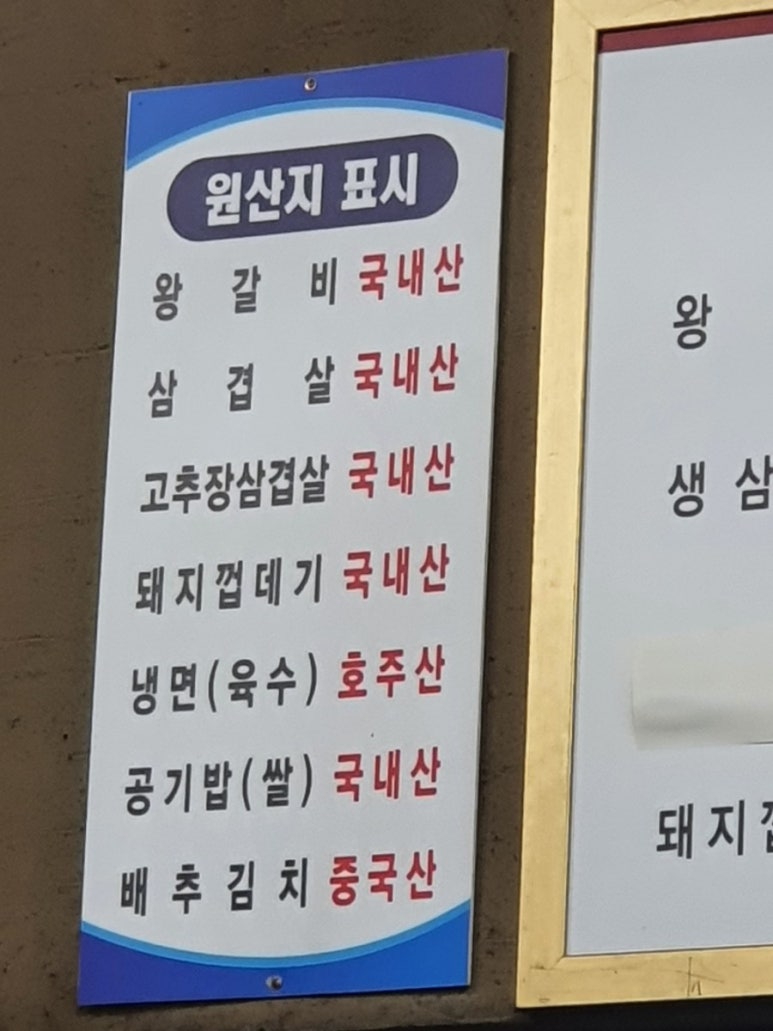 원산지 표시
왕 갈 비 국내산
삼 겹 살 국내산
고추장삼겹살 국내산
돼지껍데기 국내산
냉면(육수) 호주산
공기밥(쌀) 국내산
배 추 김 치 중국산
왕
생 삼
돼지